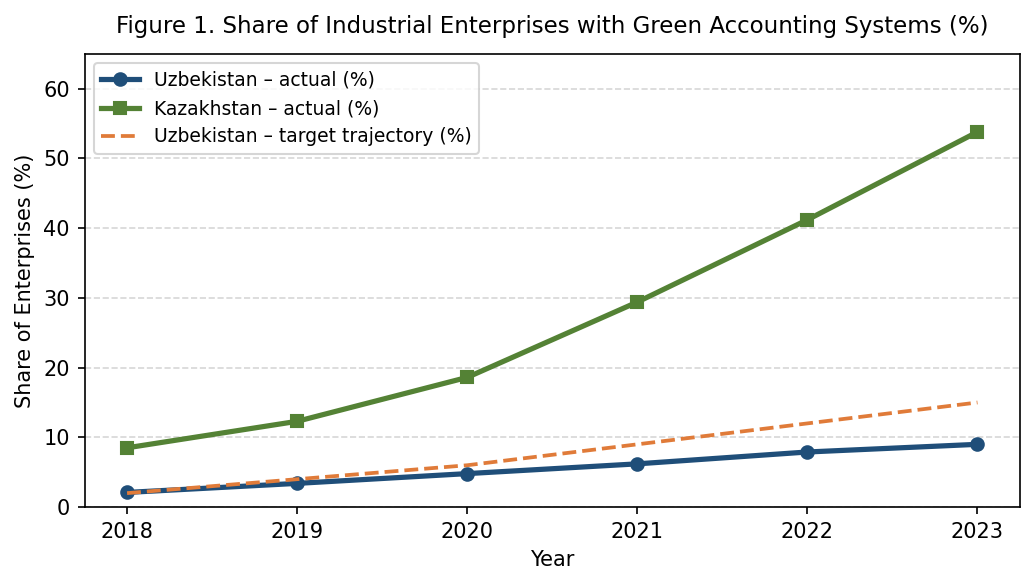 Figure 1. Share of Industrial Enterprises with Green Accounting Systems (%)
Uzbekistan – actual (%)
Kazakhstan – actual (%)
Uzbekistan – target trajectory (%)
Share of Enterprises (%)
60
50
40
30
20
10
0
2018 2019 2020 2021 2022 2023
Year